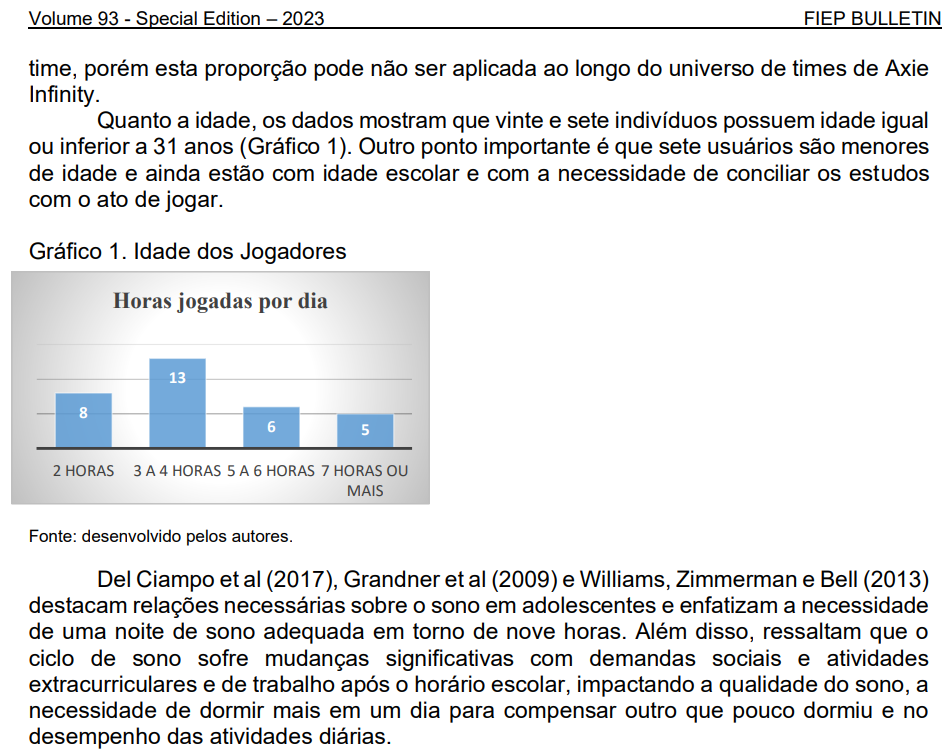 Volume 93 - Special Edition – 2023 FIEP BULLETIN
time, porém esta proporção pode não ser aplicada ao longo do universo de times de Axie
Infinity.
Quanto a idade, os dados mostram que vinte e sete indivíduos possuem idade igual
ou inferior a 31 anos (Gráfico 1). Outro ponto importante é que sete usuários são menores
de idade e ainda estão com idade escolar e com a necessidade de conciliar os estudos
com o ato de jogar.
Gráfico 1. Idade dos Jogadores
Horas jogadas por dia
8
13
6
5
2 HORAS
3 A 4 HORAS
5 A 6 HORAS
7 HORAS OU
MAIS
Fonte: desenvolvido pelos autores.
Del Ciampo et al (2017), Grandner et al (2009) e Williams, Zimmerman e Bell (2013)
destacam relações necessárias sobre o sono em adolescentes e enfatizam a necessidade
de uma noite de sono adequada em torno de nove horas. Além disso, ressaltam que o
ciclo de sono sofre mudanças significativas com demandas sociais e atividades
extracurriculares e de trabalho após o horário escolar, impactando a qualidade do sono, a
necessidade de dormir mais em um dia para compensar outro que pouco dormiu e no
desempenho das atividades diárias.